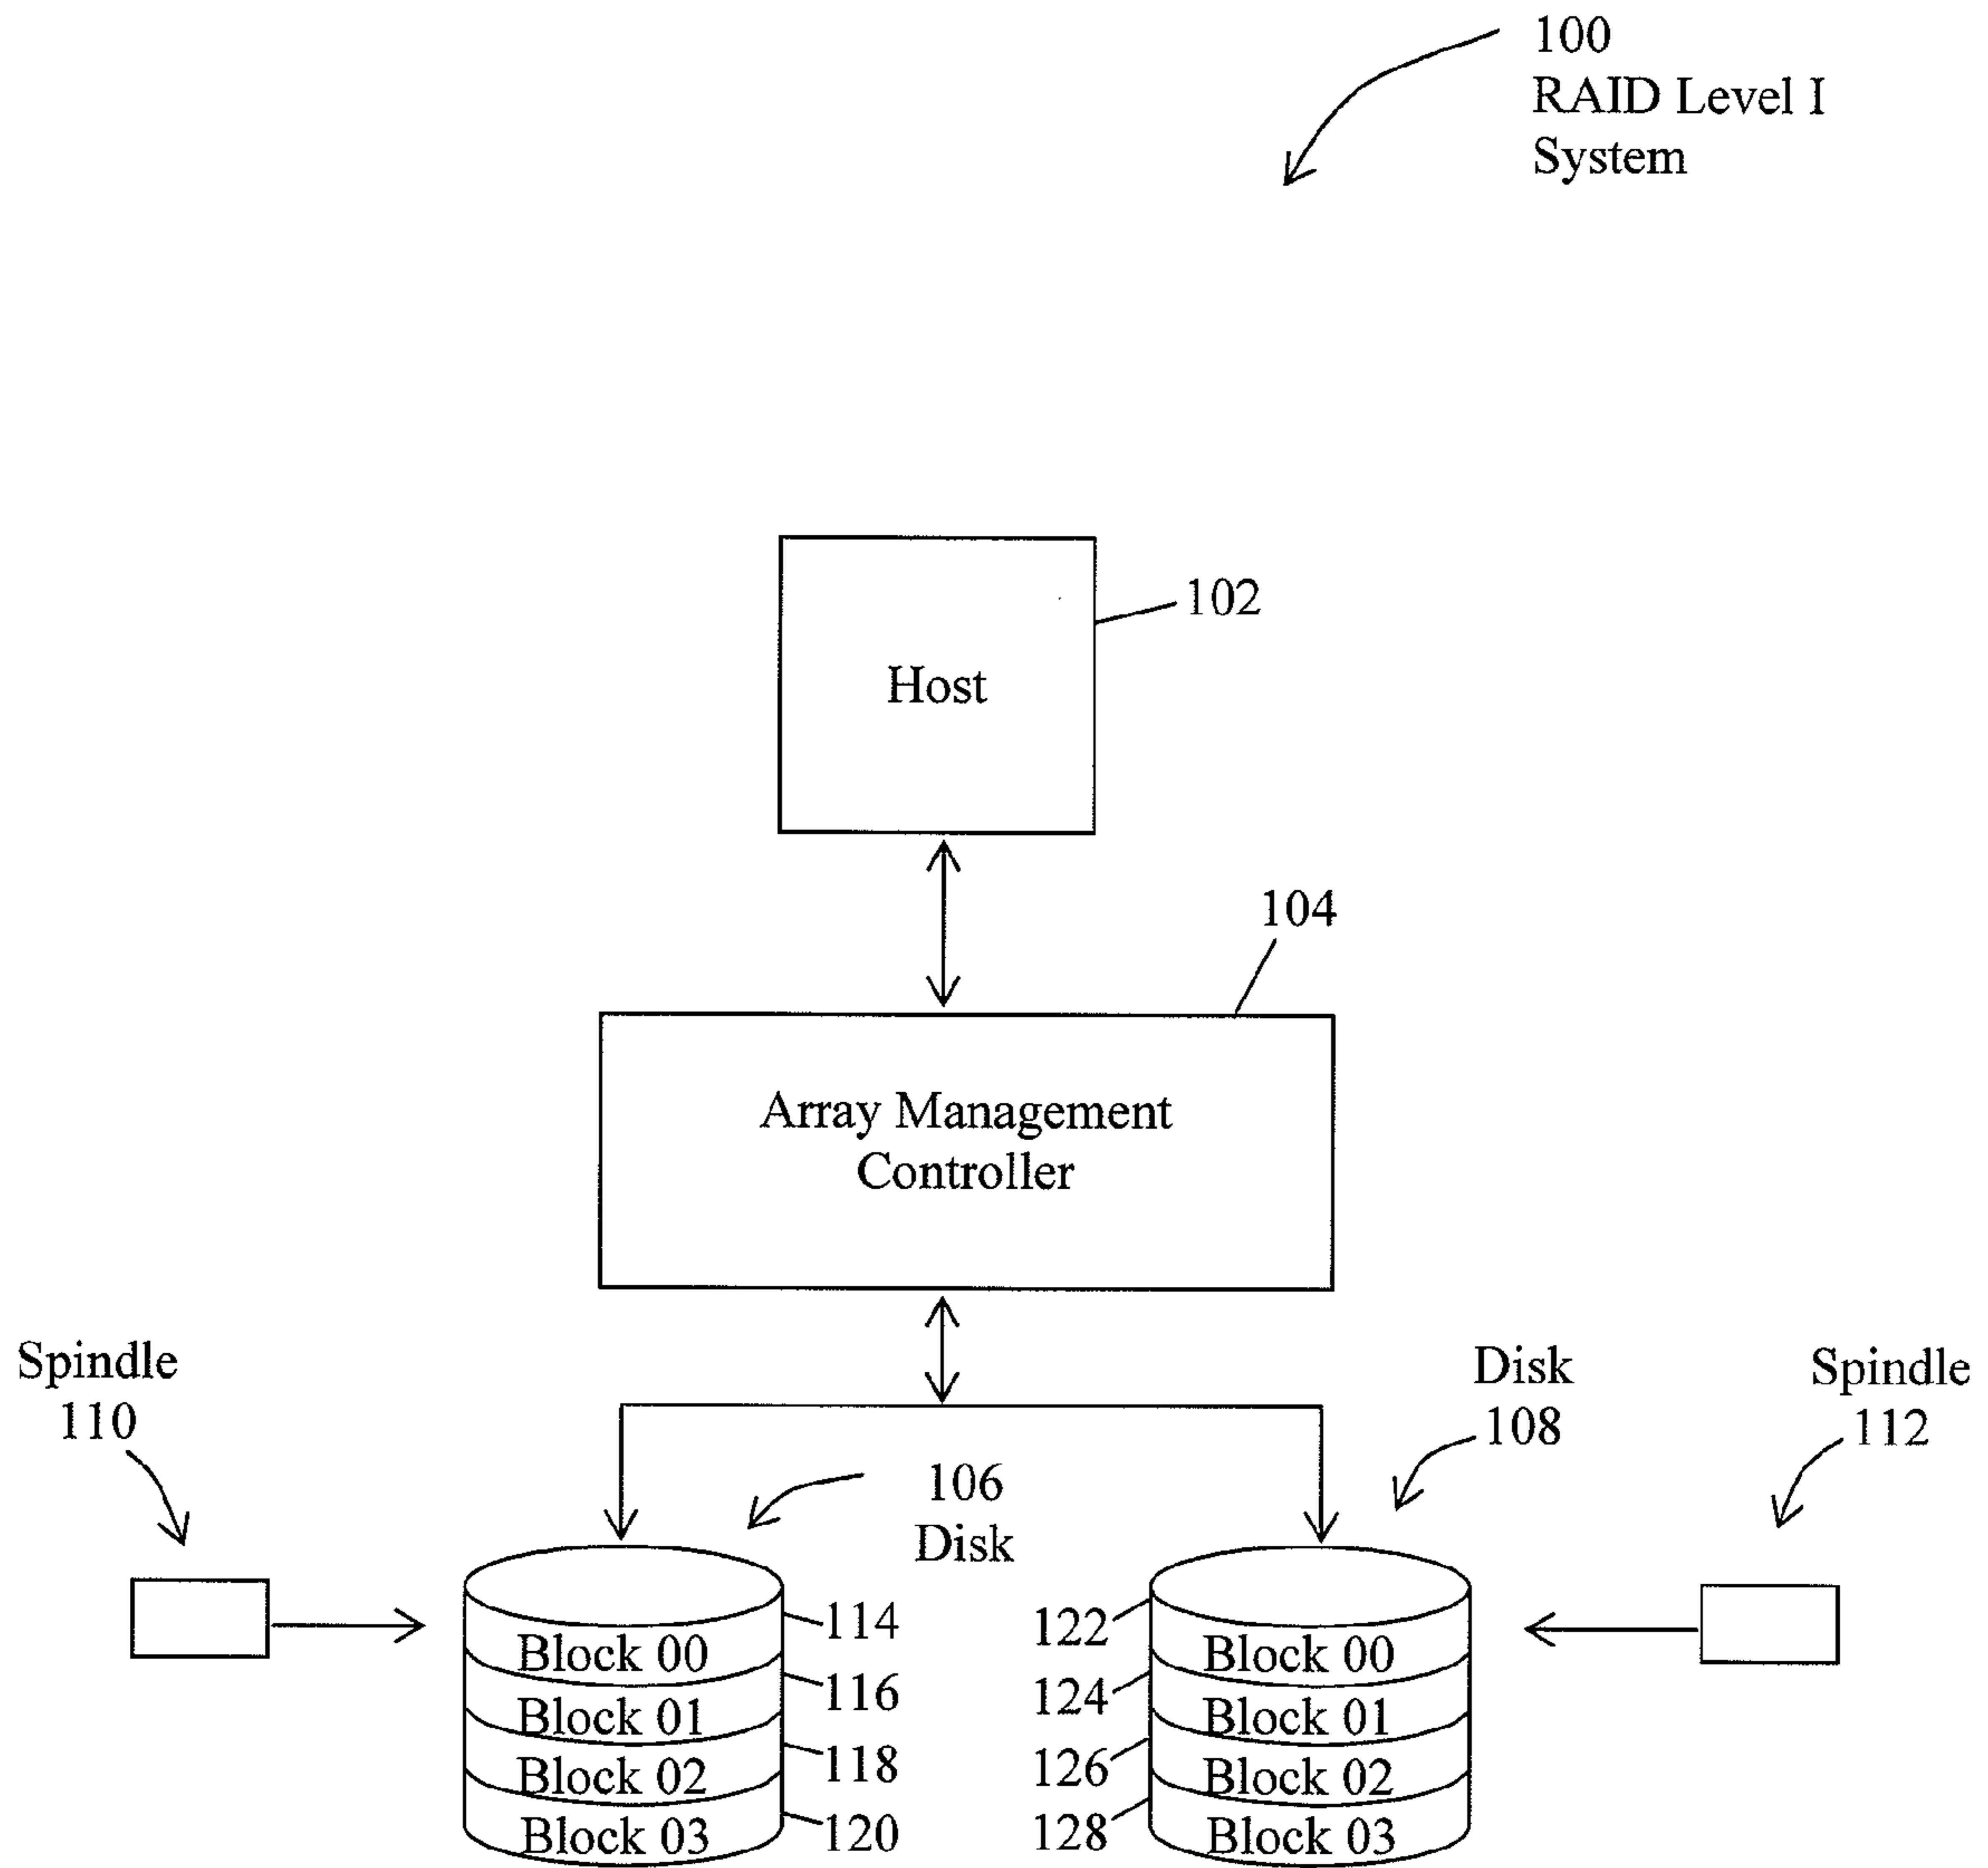 100
RAID Level I
System
102
Host
104
Array Management
Controller
Spindle
110
Disk
108
Spindle
112
106
Disk
114
Block 00
116
Block 01
118
Block 02
120
Block 03
122
Block 00
124
Block 01
126
Block 02
128
Block 03